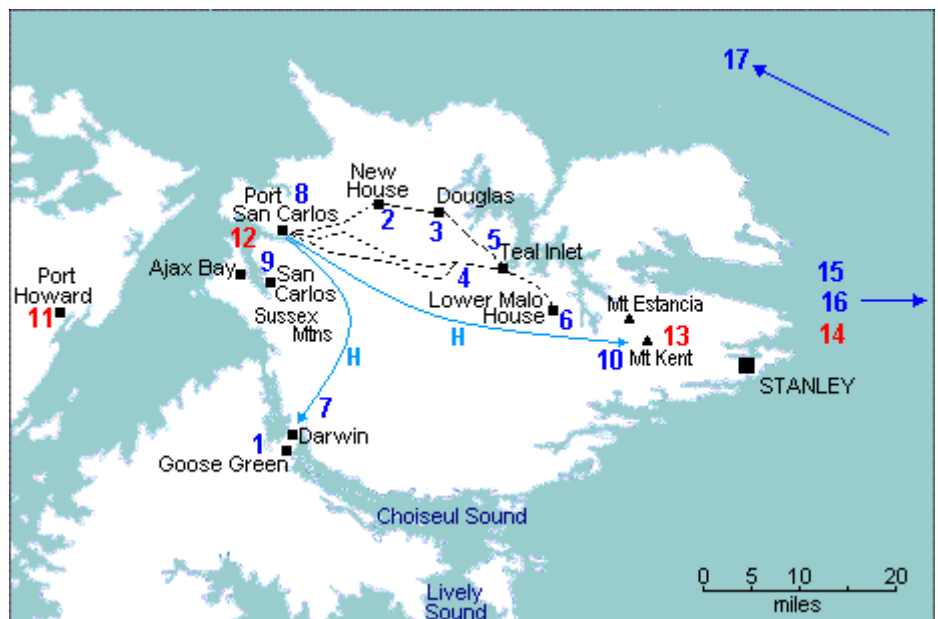 17
New
House
Douglas
Port
San Carlos
8
2
3
12
5
Teal Inlet
Ajax Bay
9
San
Carlos
4
15
Port
Howard
11
Sussex
Mtns
Lower Malo
House
6
Mt Estancia
16
13
14
H
H
10
Mt Kent
STANLEY
7
Darwin
1
Goose Green
Choiseul Sound
Lively
Sound
0 5 10 20
miles